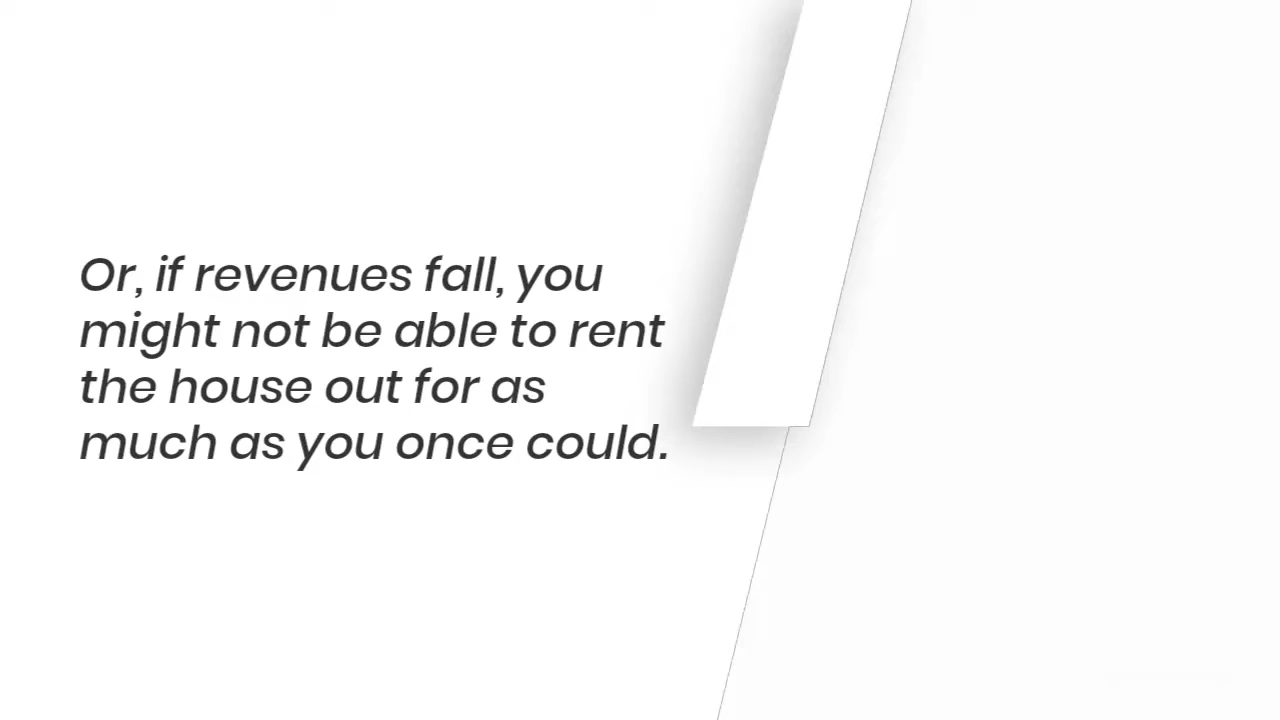 Or, if revenues fall, you
might not be able to rent
the house out for as
much as you once could.